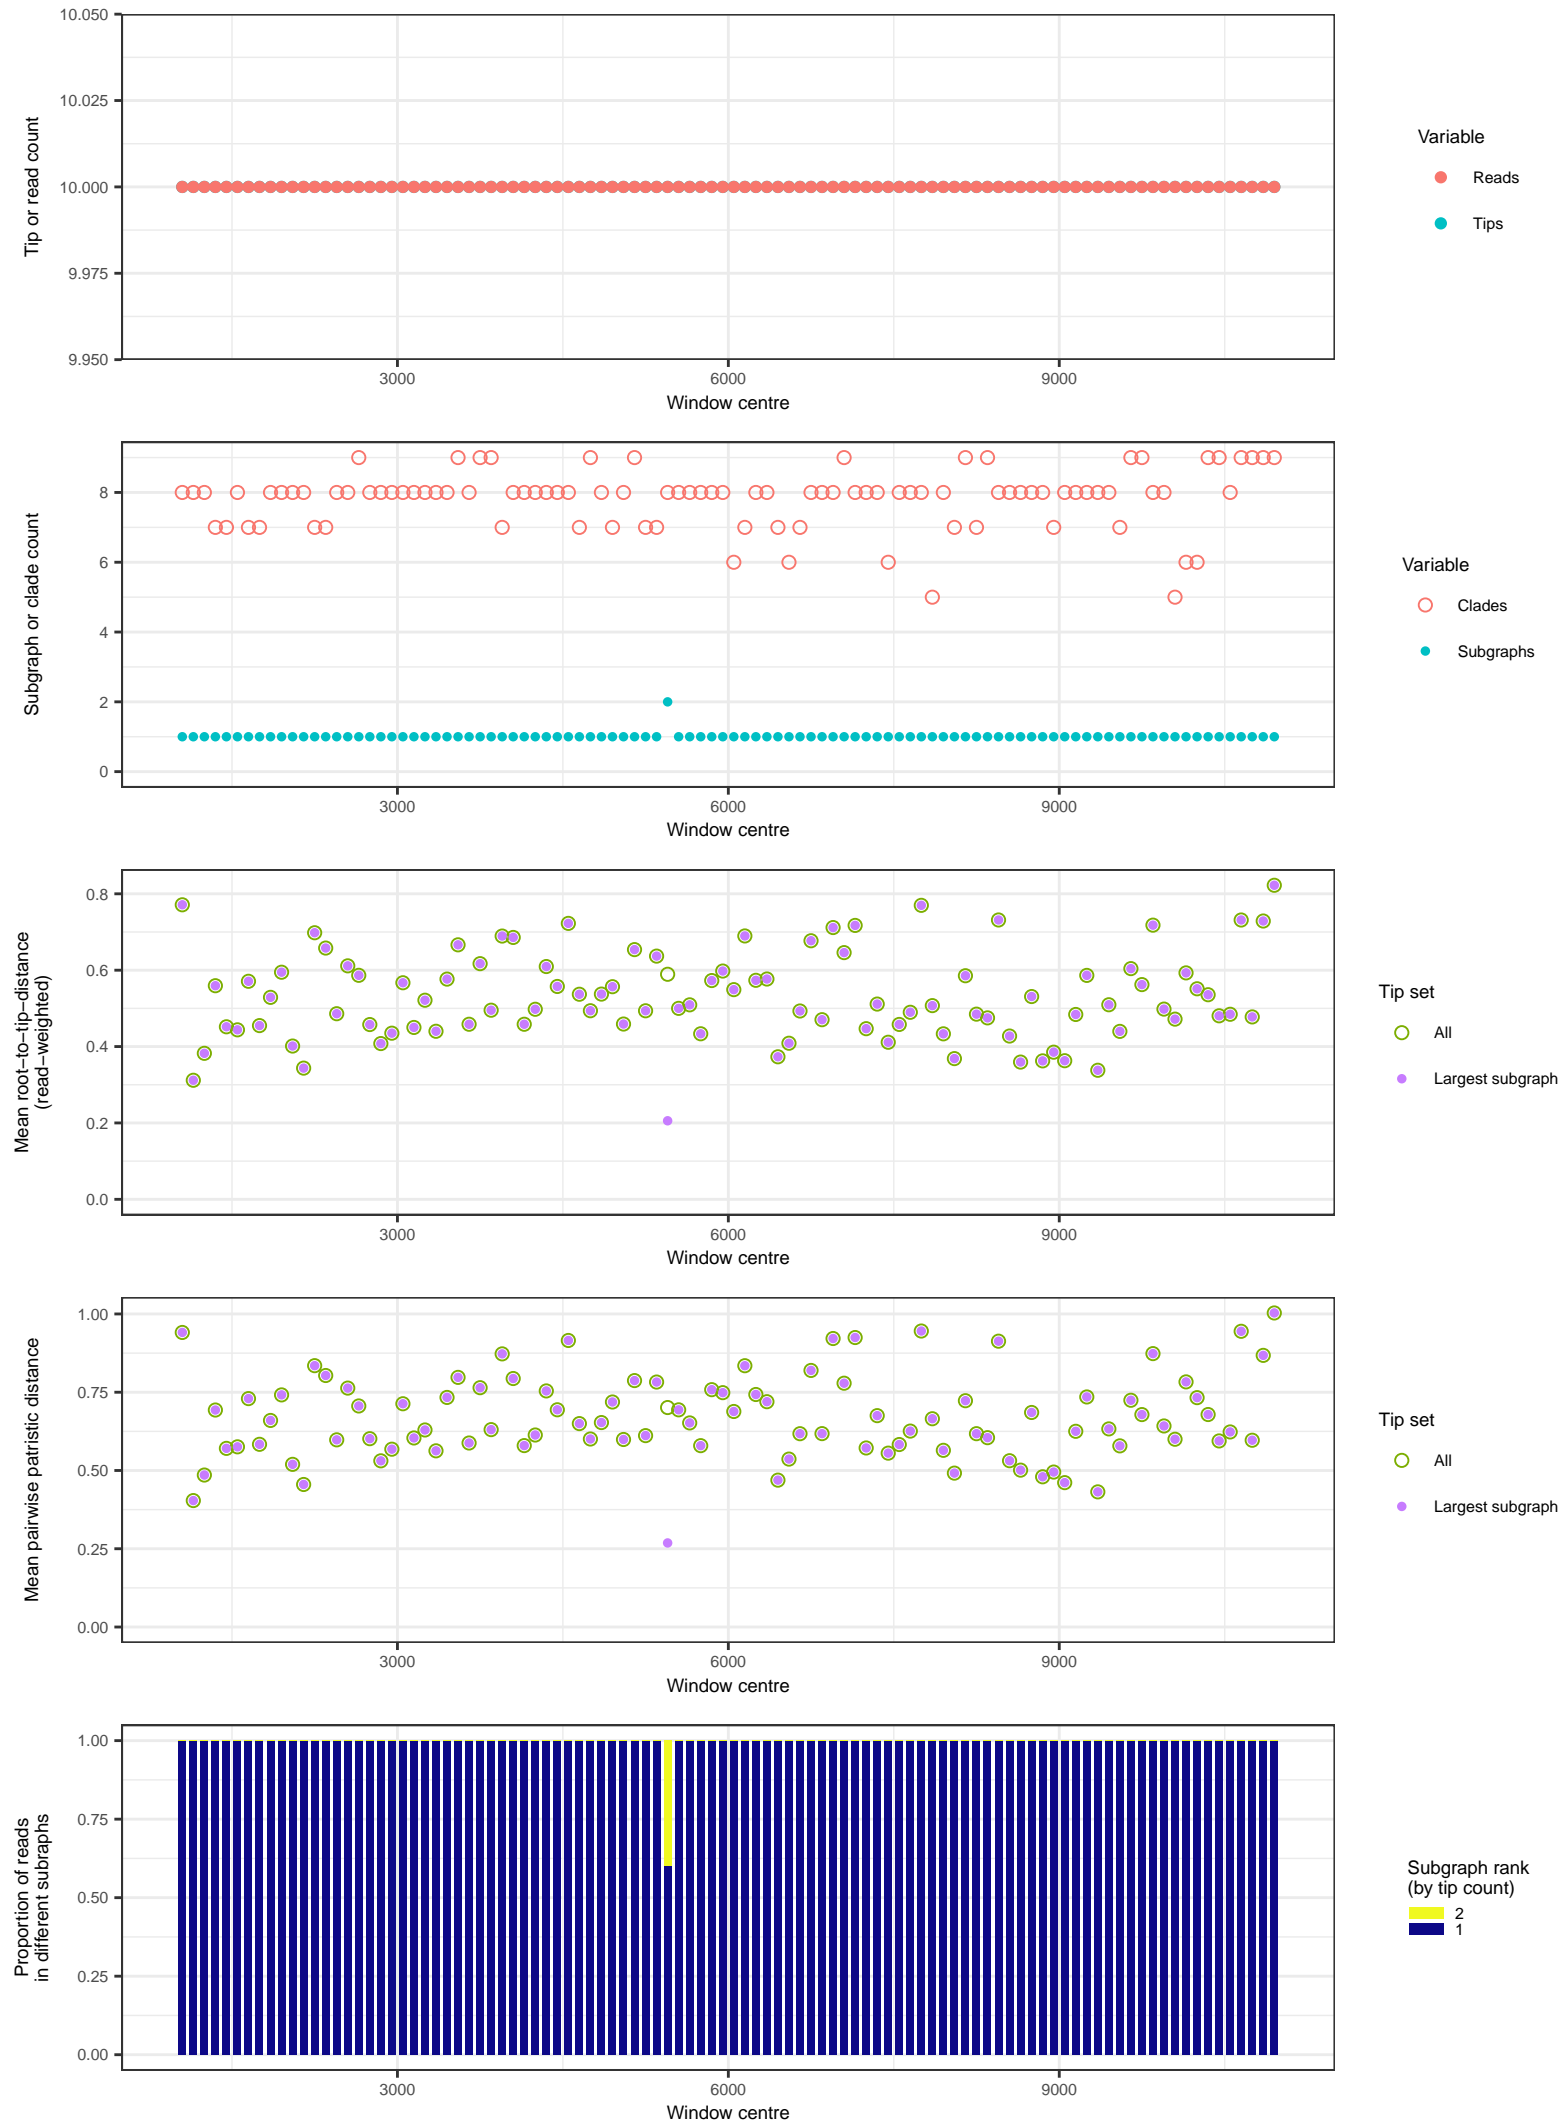 10.050
10.025
10.000
9.975
9.950
Tip or read count
3000
6000
9000
Window centre
Variable
Reads
Tips
8
6
4
2
0
Subgraph or clade count
3000
6000
9000
Window centre
Variable
Clades
Subgraphs
0.8
0.6
0.4
0.2
0.0
Mean root−to−tip−distance
(read−weighted)
3000
6000
9000
Window centre
Tip set
All
Largest subgraph
1.00
0.75
0.50
0.25
0.00
Mean pairwise patristic distance
3000
6000
9000
Window centre
Tip set
All
Largest subgraph
1.00
0.75
0.50
0.25
0.00
Proportion of reads
in different subraphs
3000
6000
9000
Window centre
Subgraph rank
(by tip count)
2
1